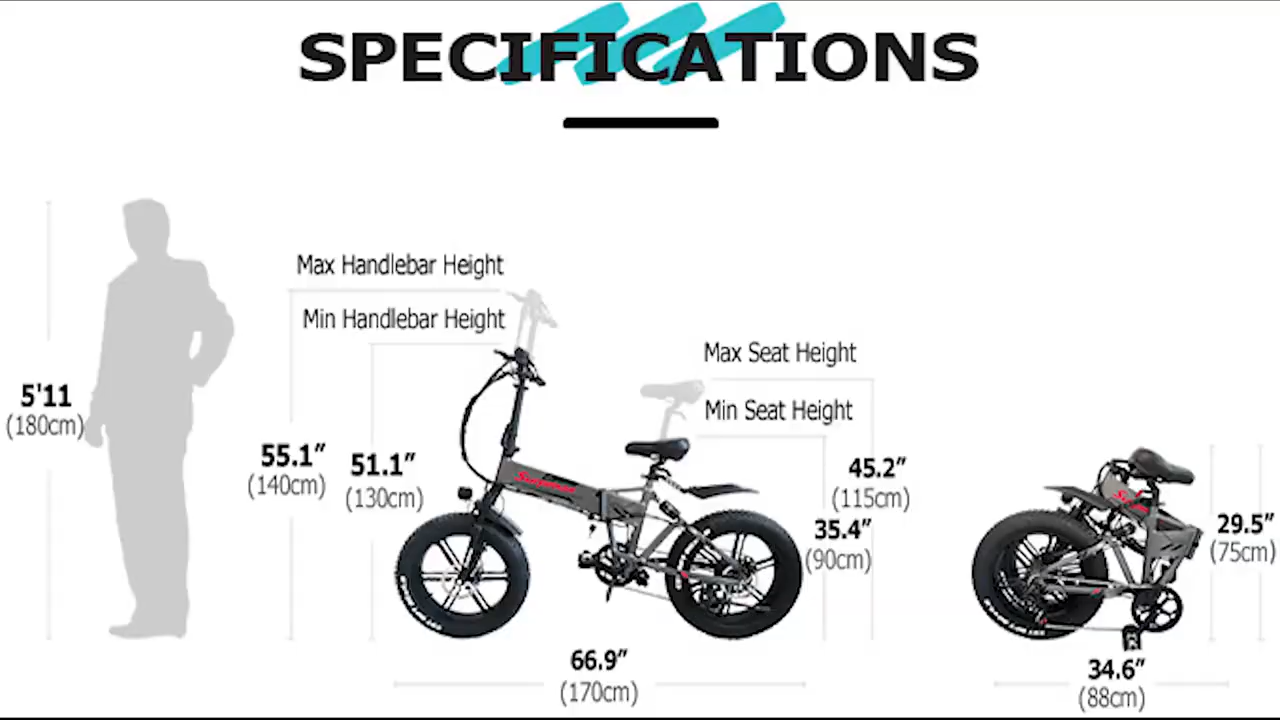 SPECIFICATIONS
Max Handlebar Height
Min Handlebar Height
Max Seat Height
Min Seat Height
5'11
(180cm)
55.1”
(140cm)
51.1”
(130cm)
45.2”
(115cm)
35.4”
(90cm)
29.5”
(75cm)
66.9”
(170cm)
34.6”
(88cm)